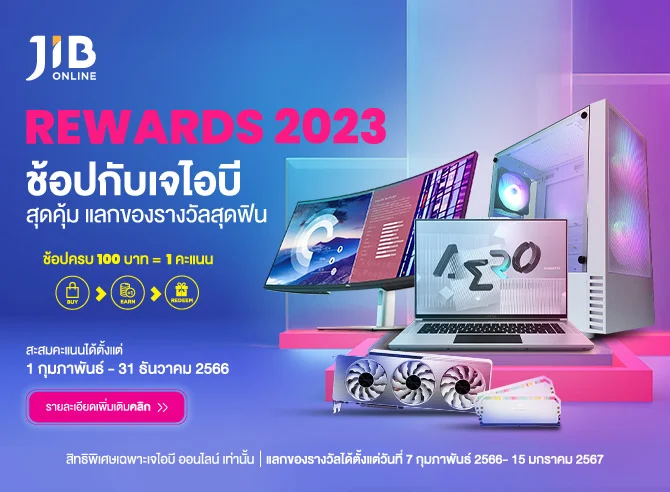 JIB
ONLINE
REWARDS 2023
ช้อปกับเจไอบี
สุดคุ้ม แลกของรางวัลสุดฟิน
ช้อปครบ 100 บาท = 1 คะแนน
BUY EARN REDEEM
สะสมคะแนนได้ตั้งแต่
1 กุมภาพันธ์ - 31 ธันวาคม 2566
รายละเอียดเพิ่มเติมคลิก >>
AERO
สิทธิพิเศษเฉพาะเจไอบี ออนไลน์ เท่านั้น | แลกของรางวัลได้ตั้งแต่วันที่ 7 กุมภาพันธ์ 2566- 15 มกราคม 2567